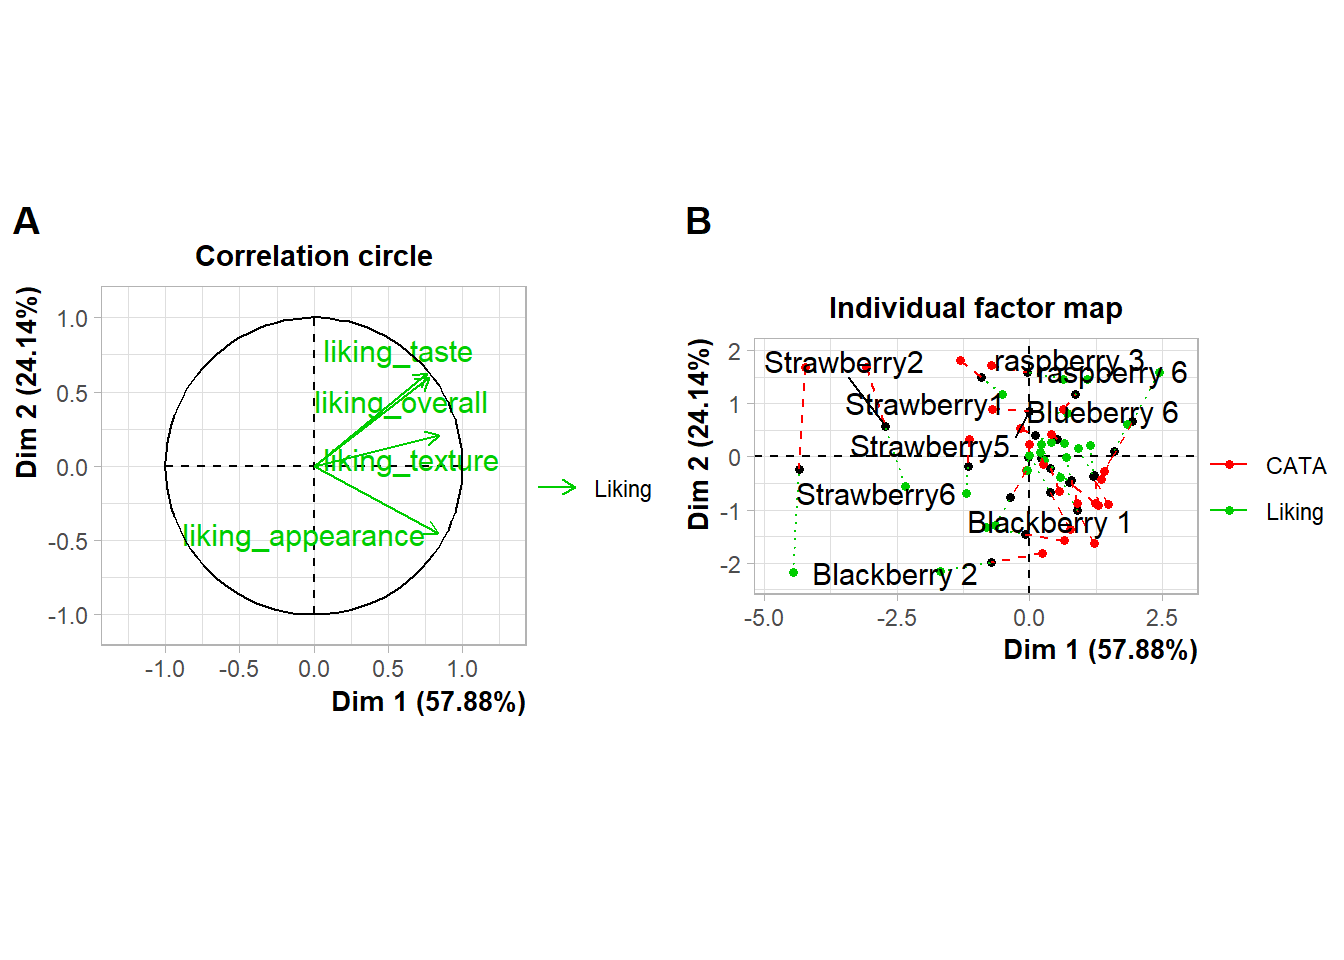 A
Correlation circle
Dim 2 (24.14%)
1.0
0.5
0.0
-0.5
-1.0
liking_taste
liking_overall
liking_texture
liking_appearance
-1.0 -0.5 0.0 0.5 1.0
Dim 1 (57.88%)
Liking
B
Individual factor map
Dim 2 (24.14%)
2
1
0
-1
-2
Strawberry2
raspberry 3
raspberry 6
Strawberry1
Blueberry 6
Strawberry5
Strawberry6
Blackberry 1
Blackberry 2
-5.0 -2.5 0.0 2.5
Dim 1 (57.88%)
CATA
Liking